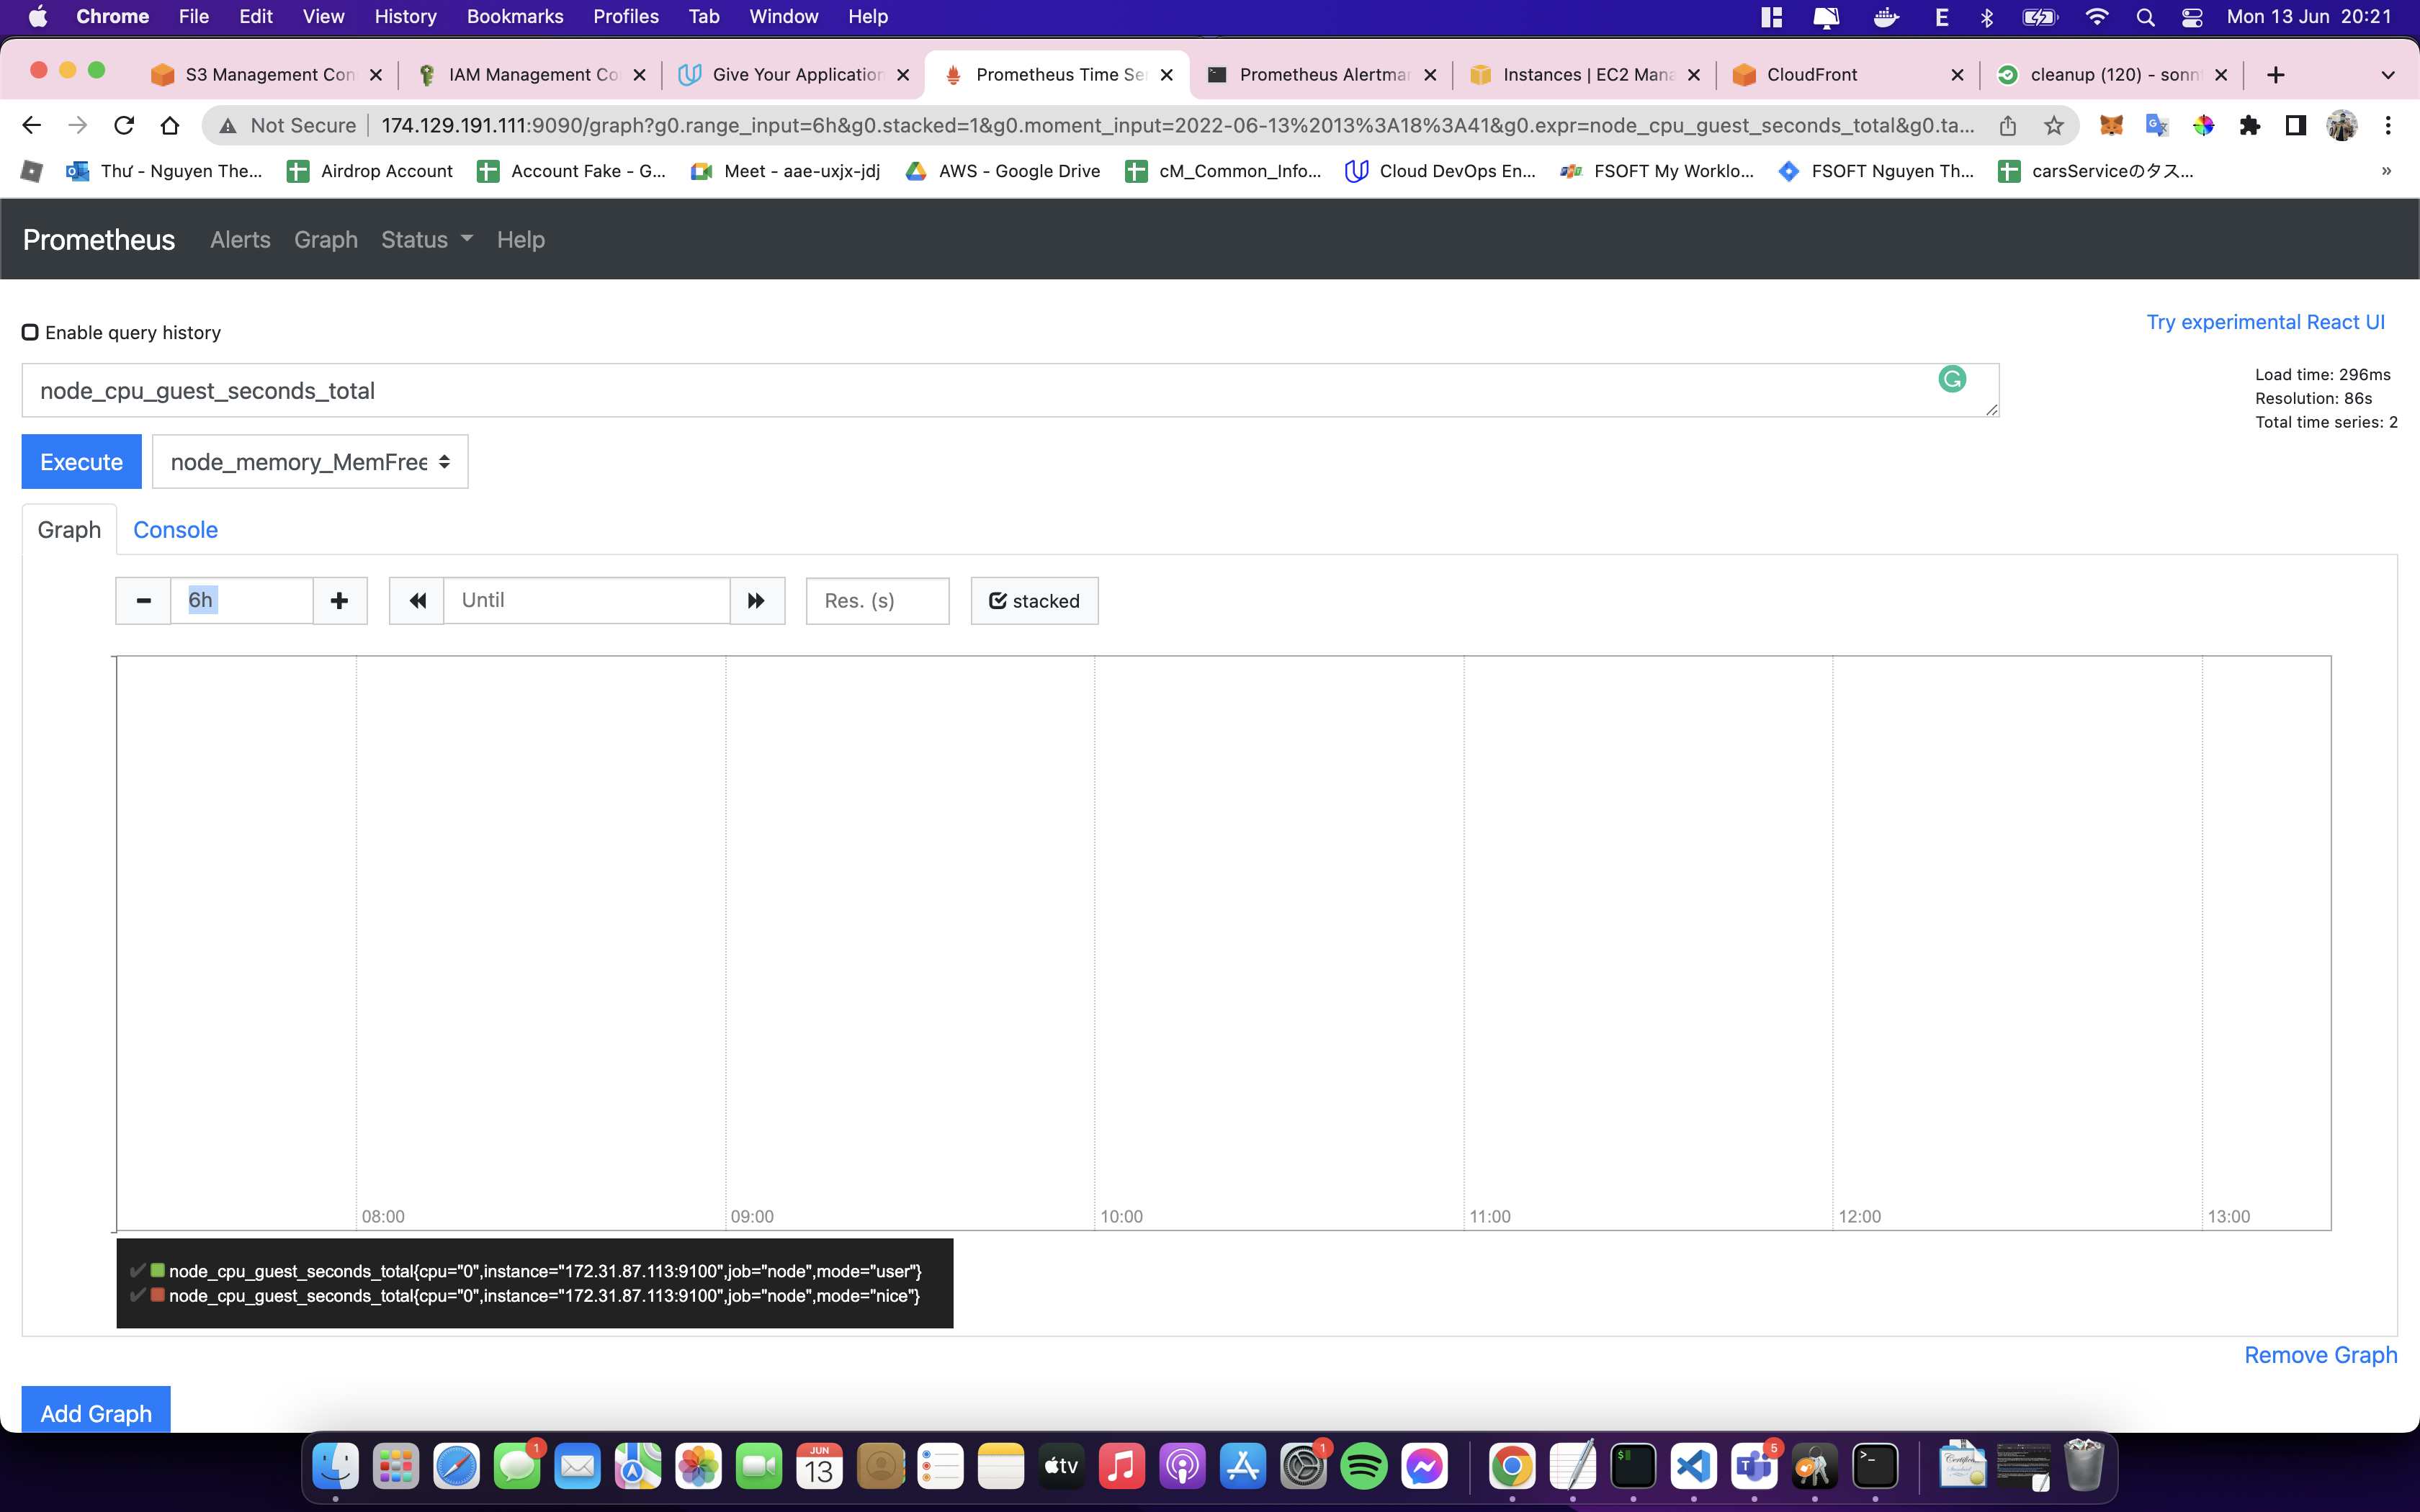 Chrome File Edit View History Bookmarks Profiles Tab Window Help E Mon 13 Jun 20:21
S3 Management Con IAM Management Co Give Your Application Prometheus Time Se Prometheus Alertmar Instances | EC2 Mana CloudFront cleanup (120) - sonn
Not Secure 174.129.191.111:9090/graph?g0.range_input=6h&g0.stacked=1&g0.moment_input=2022-06-13%2013%3A18%3A41&g0.expr=node_cpu_guest_seconds_total&g0.ta...
Thư - Nguyen The... Airdrop Account Account Fake - G... Meet - aae-uxjx-jdj AWS - Google Drive cM_Common_Info... Cloud DevOps En... FSOFT My Worklo... FSOFT Nguyen Th... carsServiceのタス... »
Prometheus Alerts Graph Status Help
Enable query history
Try experimental React UI
node_cpu_guest_seconds_total
Load time: 296ms
Resolution: 86s
Total time series: 2
Execute node_memory_MemFree
Graph Console
6h Until Res. (s) stacked
08:00 09:00 10:00 11:00 12:00 13:00
node_cpu_guest_seconds_total{cpu="0",instance="172.31.87.113:9100",job="node",mode="user"}
node_cpu_guest_seconds_total{cpu="0",instance="172.31.87.113:9100",job="node",mode="nice"}
Remove Graph
Add Graph
1 JUN 13 tv 1 5